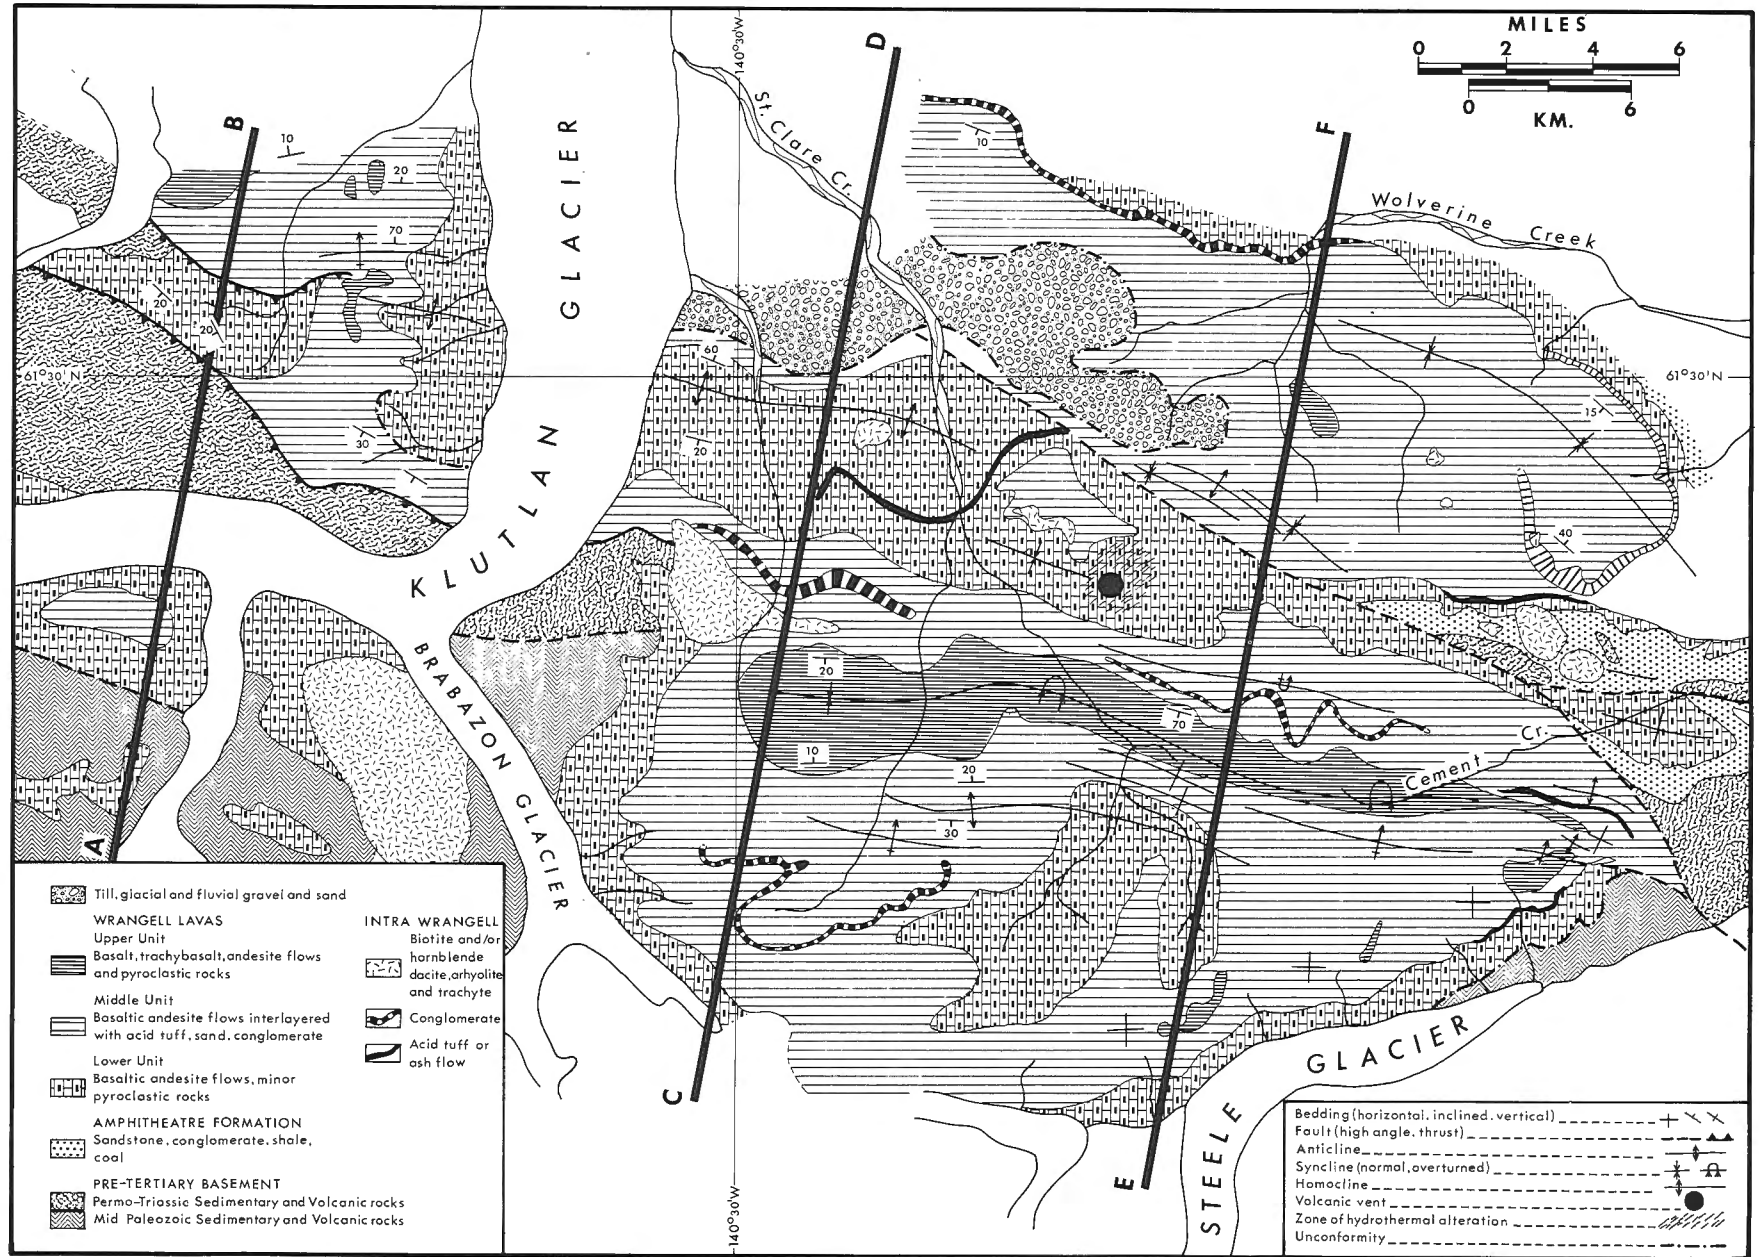 MILES
0 2 4 6
0 6
KM.
140°30'W
B
D
F
10
20
70
20
20
GLACIER
St. Clare Cr.
10
Wolverine Creek
61°30'N
61°30'N
60
20
30
15
40
KLUTLAN
BRABAZON GLACIER
20
10
70
20
30
Cement Cr.
A
C
E
STEELE GLACIER
140°30'W
Till, glacial and fluvial gravel and sand
WRANGELL LAVAS
Upper Unit
Basalt, trachybasalt, andesite flows
and pyroclastic rocks
Middle Unit
Basaltic andesite flows interlayered
with acid tuff, sand, conglomerate
Lower Unit
Basaltic andesite flows, minor
pyroclastic rocks
AMPHITHEATRE FORMATION
Sandstone, conglomerate, shale,
coal
PRE-TERTIARY BASEMENT
Permo-Triossic Sedimentary and Volcanic rocks
Mid Paleozoic Sedimentary and Volcanic rocks
INTRA WRANGELL
Biotite and/or
hornblende
dacite, arhyolite
and trachyte
Conglomerate
Acid tuff or
ash flow
Bedding (horizontal, inclined, vertical)
Fault (high angle, thrust)
Anticline
Syncline (normal, overturned)
Homocline
Volcanic vent
Zone of hydrothermal alteration
Unconformity